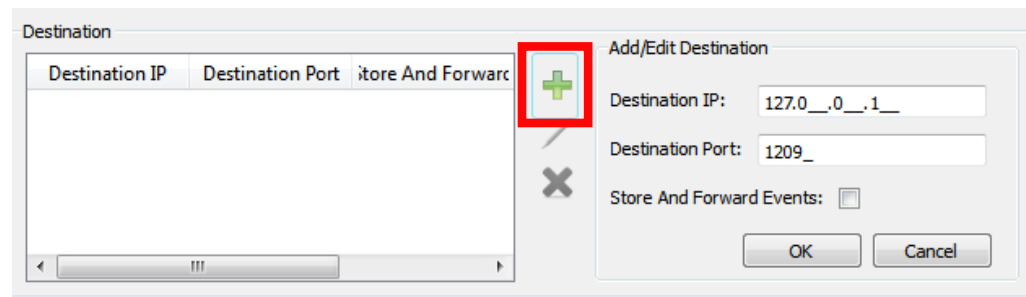 Destination
Add/Edit Destination
Destination IP Destination Port Store And Forward
Destination IP: 127.0__.0__.1__
Destination Port: 1209_
Store And Forward Events:
OK Cancel